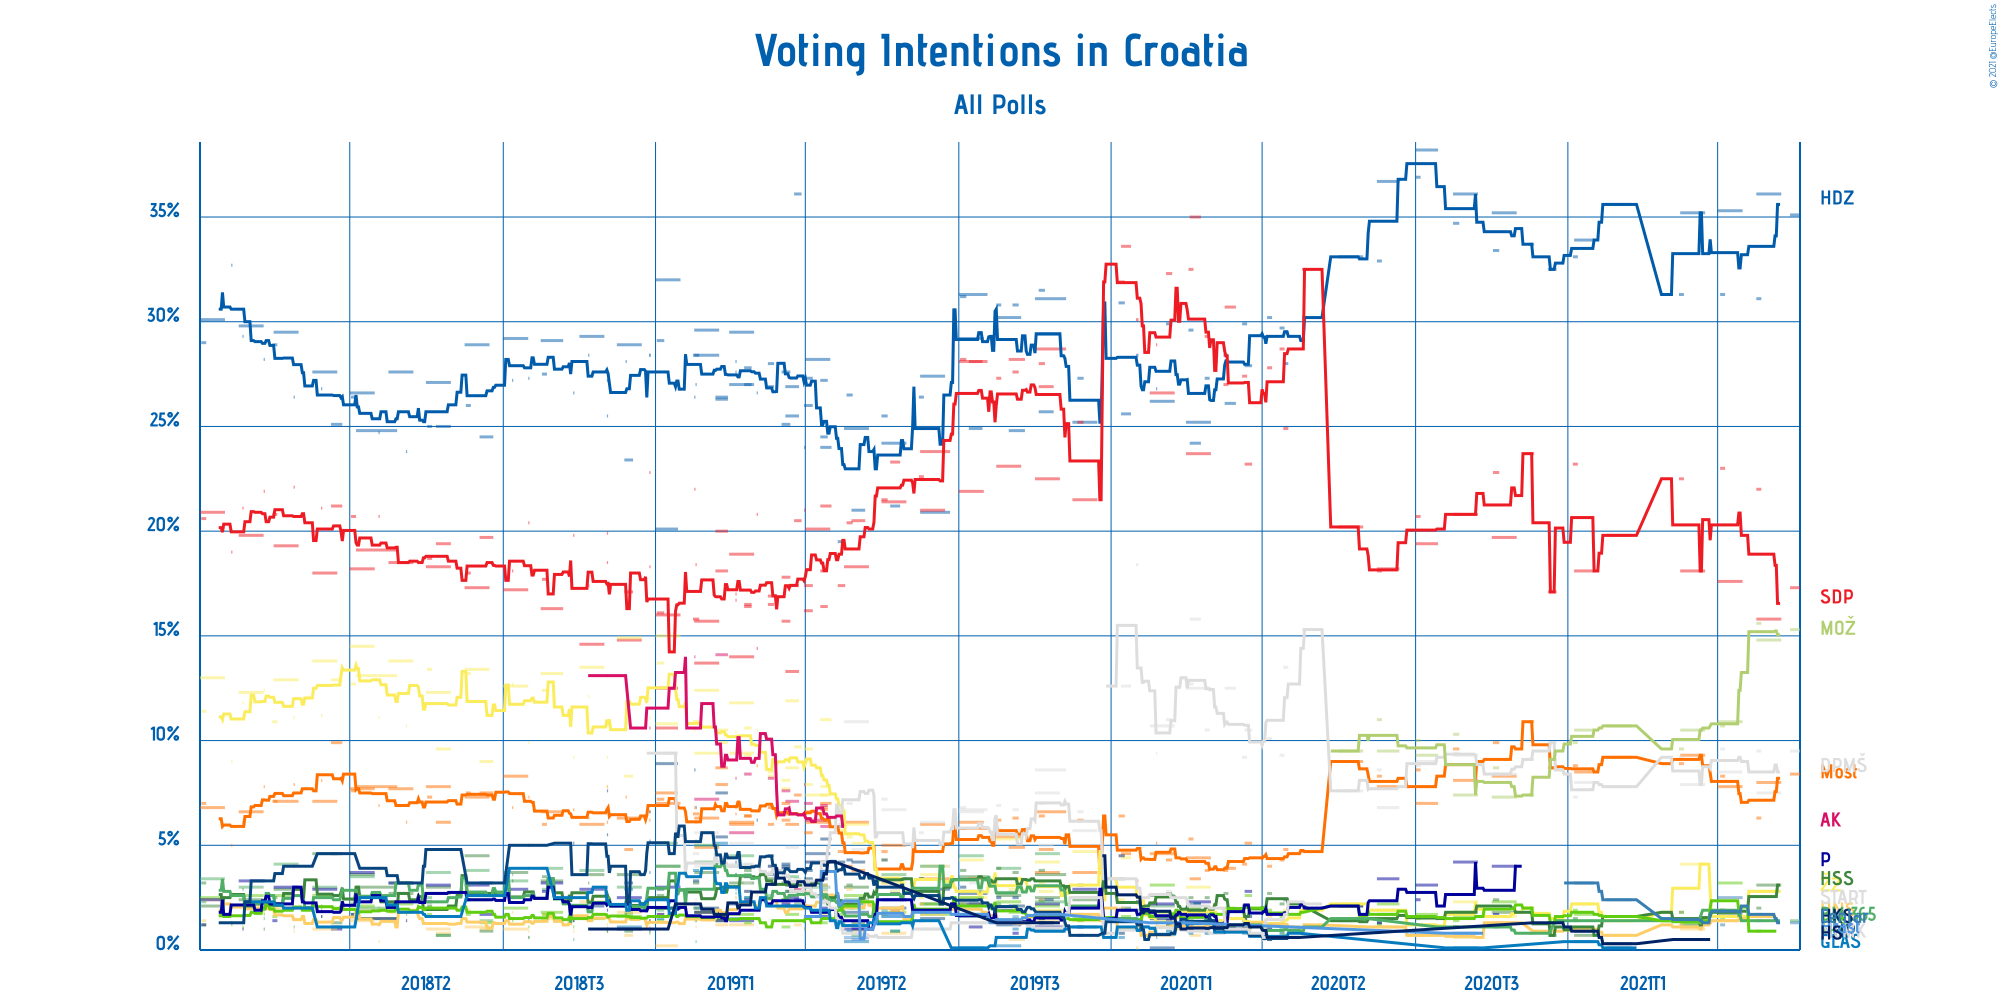 © 2021 @EuropeElects
Voting Intentions in Croatia
All Polls
35%
30%
25%
20%
15%
10%
5%
0%
HDZ
SDP
MOŽ
DPMŠ
Most
AK
P
HSS
START
GLAS
2018T2
2018T3
2019T1
2019T2
2019T3
2020T1
2020T2
2020T3
2021T1